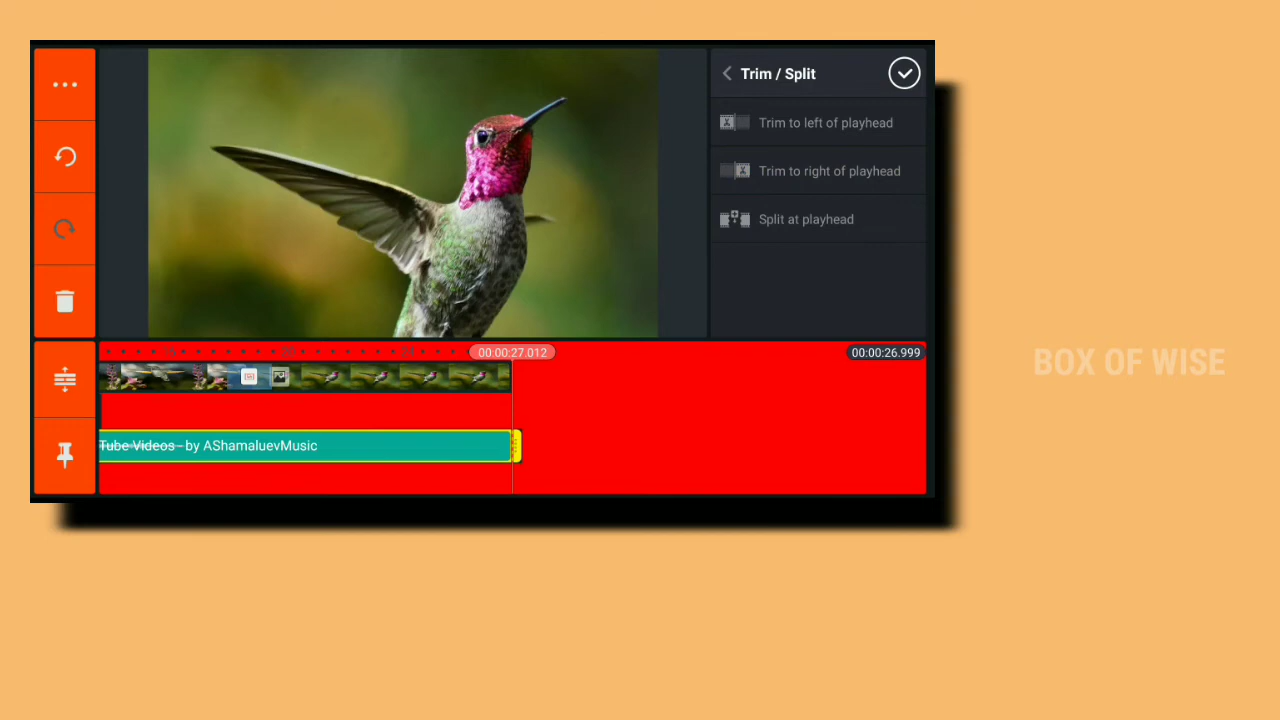 Trim / Split
Trim to left of playhead
Trim to right of playhead
Split at playhead
00:00:27.012
00:00:26.999
BOX OF WISE
Tube Videos - by AShamaluevMusic